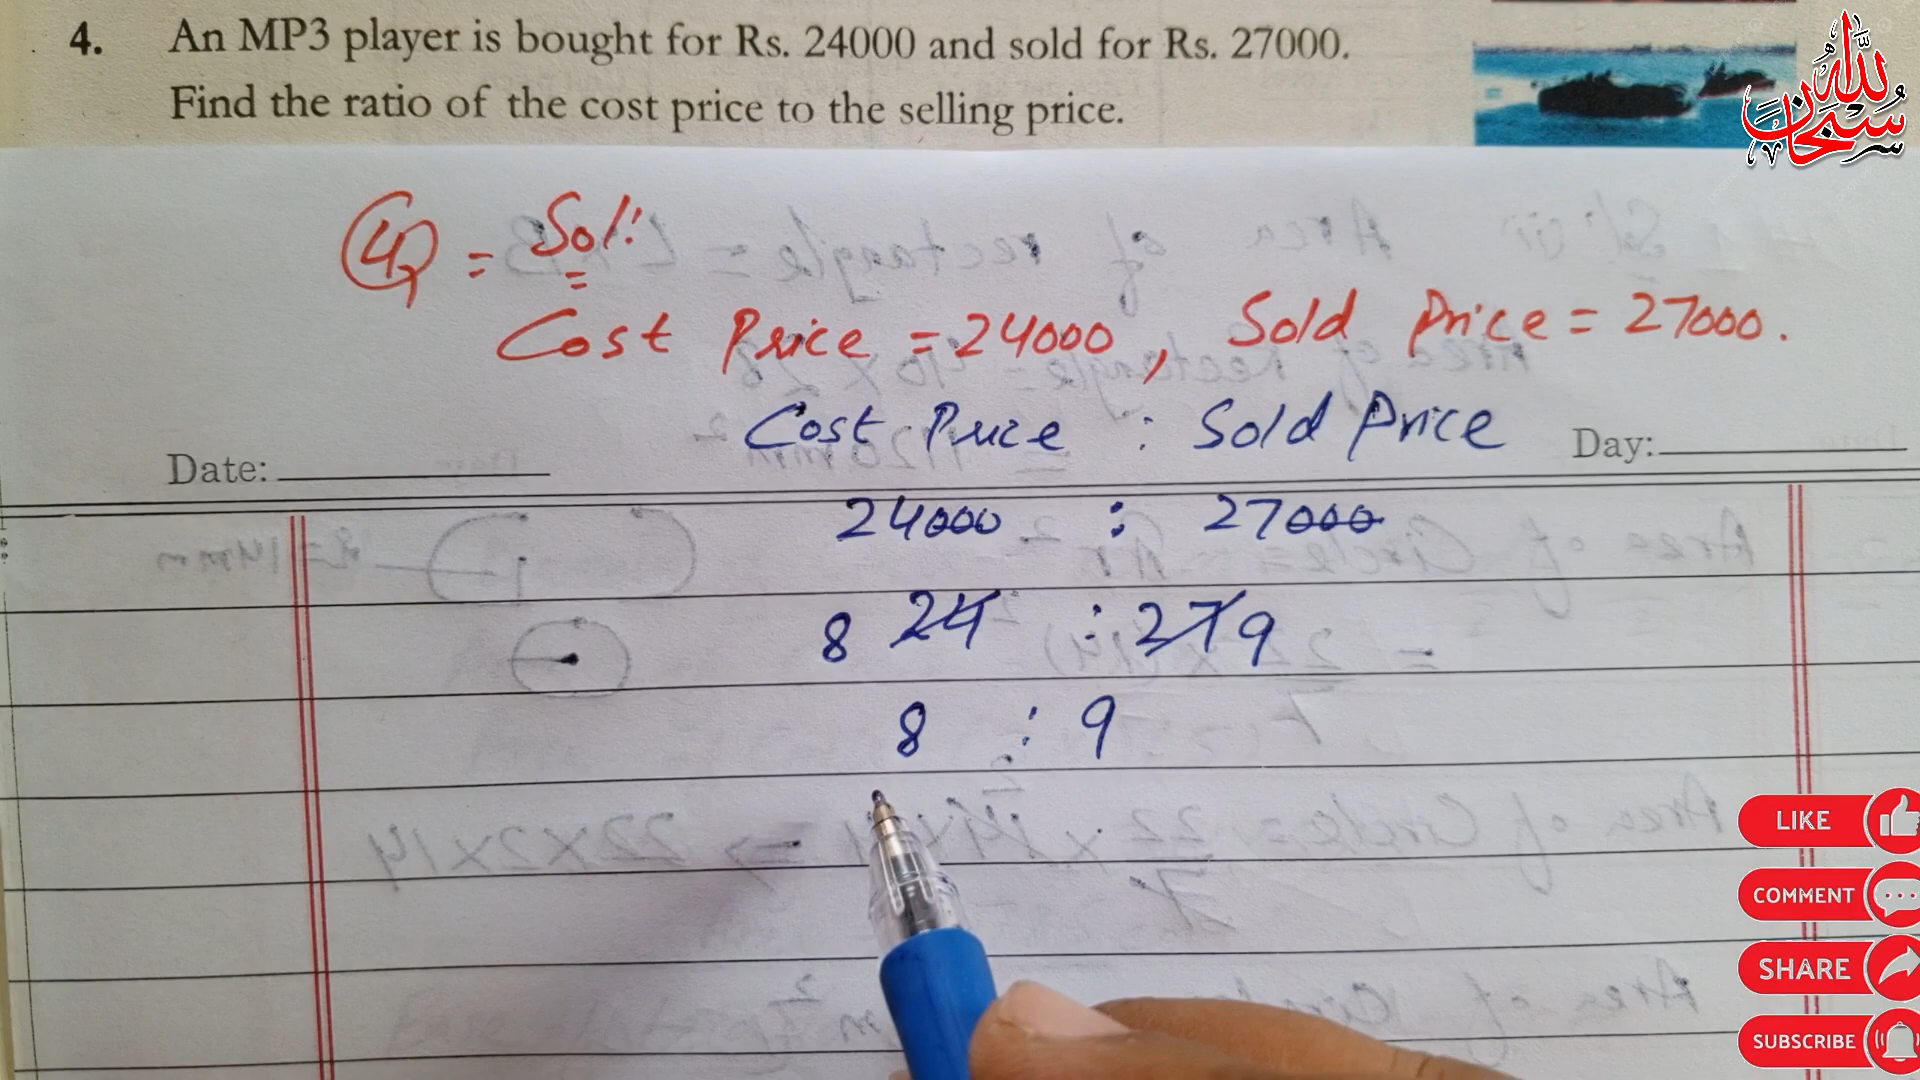 4. An MP3 player is bought for Rs. 24000 and sold for Rs. 27000.
Find the ratio of the cost price to the selling price.
سُبْحَانَ اللّٰه
4 = Sol:
Cost Price = 24000, Sold Price = 27000.
Cost Price : Sold Price
Date: Day:
24000 : 27000
8 24 : 27 9
8 : 9
LIKE
COMMENT
SHARE
SUBSCRIBE